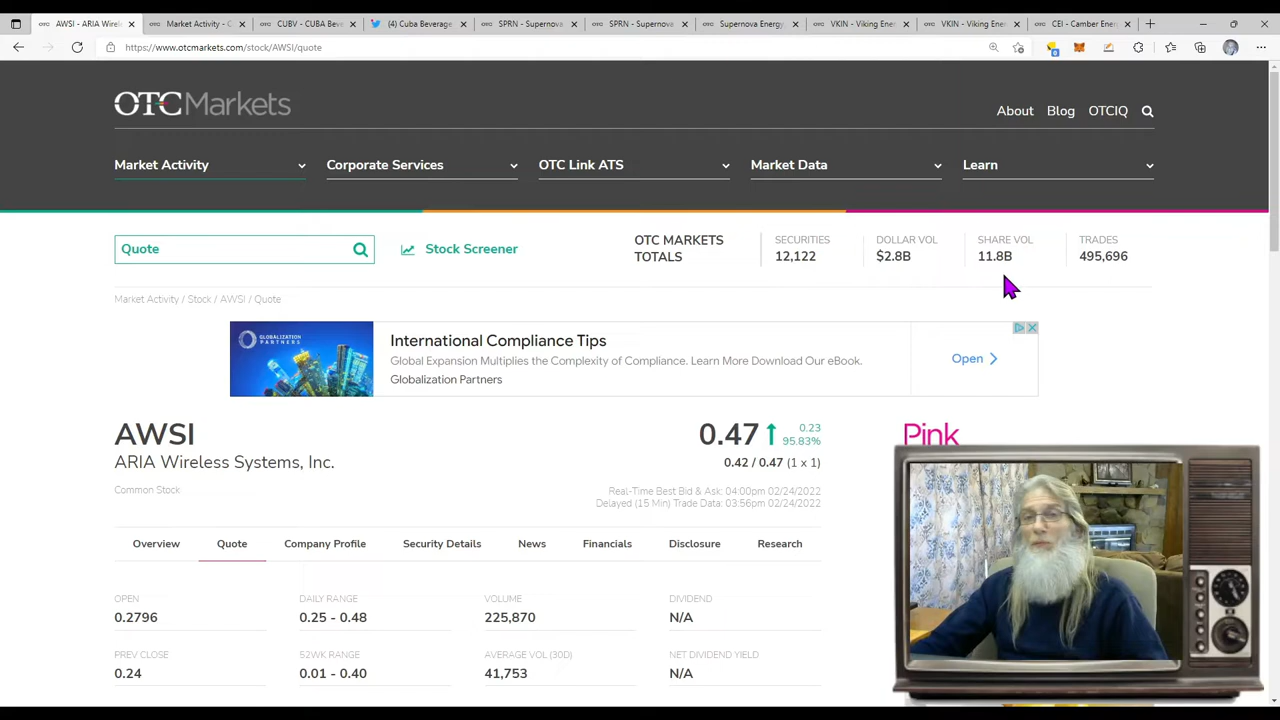 AWSI - ARIA Wirele
Market Activity - C
CUBV - CUBA Bev
(4) Cuba Beverage
SPRN - Supernova
SPRN - Supernova
Supernova Energy,
VKIN - Viking Ene
VKIN - Viking Ene
CEI - Camber Ener
https://www.otcmarkets.com/stock/AWSI/quote
OTCMarkets
About Blog OTCIQ
Market Activity Corporate Services OTC Link ATS Market Data Learn
Quote
Stock Screener
OTC MARKETS
TOTALS
SECURITIES
12,122
DOLLAR VOL
$2.8B
SHARE VOL
11.8B
TRADES
495,696
Market Activity / Stock / AWSI / Quote
GLOBALIZATION
PARTNERS
International Compliance Tips
Global Expansion Multiplies the Complexity of Compliance. Learn More Download Our eBook.
Globalization Partners
Open
AWSI
ARIA Wireless Systems, Inc.
Common Stock
0.47
0.23
95.83%
0.42 / 0.47 (1 x 1)
Real-Time Best Bid & Ask: 04:00pm 02/24/2022
Delayed (15 Min) Trade Data: 03:56pm 02/24/2022
Pink
Overview Quote Company Profile Security Details News Financials Disclosure Research
OPEN
0.2796
DAILY RANGE
0.25 - 0.48
VOLUME
225,870
DIVIDEND
N/A
PREV CLOSE
0.24
52WK RANGE
0.01 - 0.40
AVERAGE VOL (30D)
41,753
NET DIVIDEND YIELD
N/A